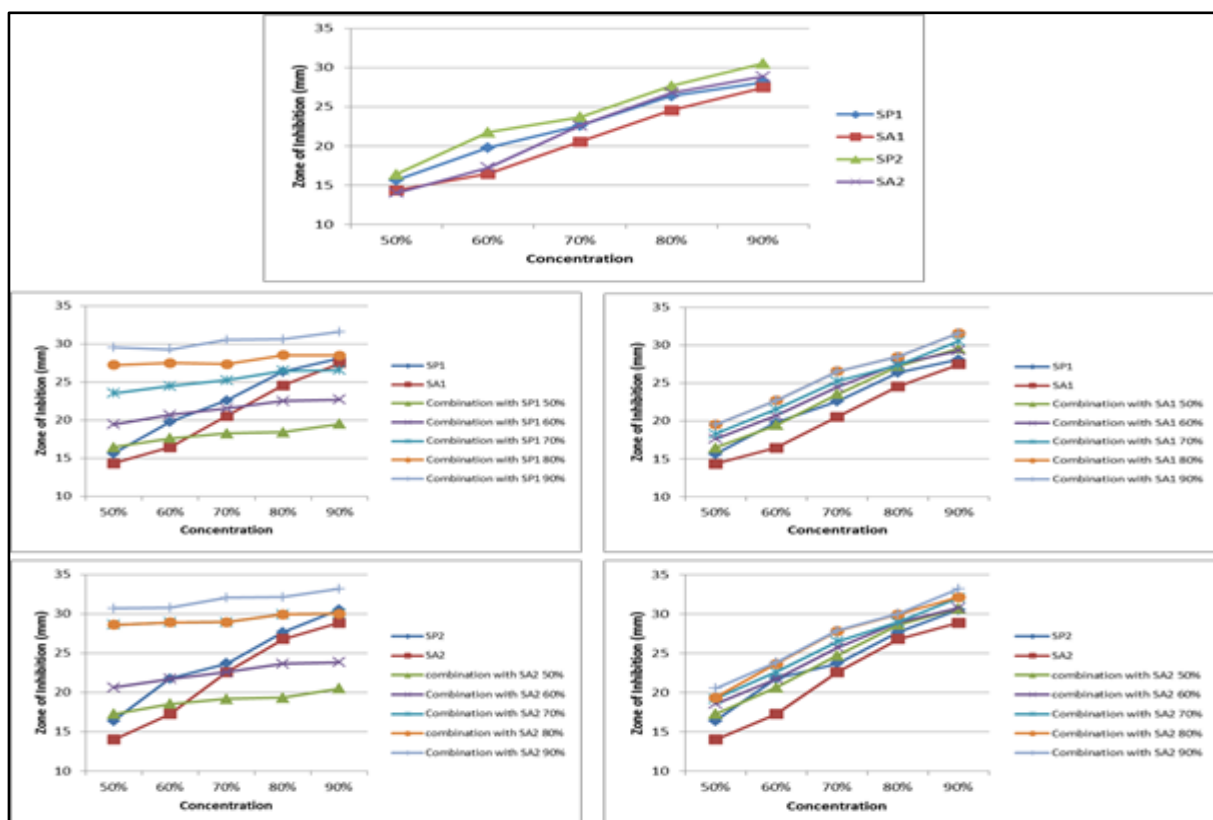 35
30
25
20
15
10
Zone of Inhibition (mm)
50% 60% 70% 80% 90%
Concentration
SP1
SA1
SP2
SA2
35
30
25
20
15
10
Zone of Inhibition (mm)
50% 60% 70% 80% 90%
Concentration
SP1
SA1
Combination with SP1 50%
Combination with SP1 60%
Combination with SP1 70%
Combination with SP1 80%
Combination with SP1 90%
35
30
25
20
15
10
Zone of Inhibition (mm)
50% 60% 70% 80% 90%
Concentration
SP1
SA1
Combination with SA1 50%
Combination with SA1 60%
Combination with SA1 70%
Combination with SA1 80%
Combination with SA1 90%
35
30
25
20
15
10
Zone of Inhibition (mm)
50% 60% 70% 80% 90%
Concentration
SP2
SA2
combination with SA2 50%
Combination with SA2 60%
Combination with SA2 70%
combination with SA2 80%
Combination with SA2 90%
35
30
25
20
15
10
Zone of Inhibition (mm)
50% 60% 70% 80% 90%
Concentration
SP2
SA2
combination with SA2 50%
Combination with SA2 60%
Combination with SA2 70%
combination with SA2 80%
Combination with SA2 90%